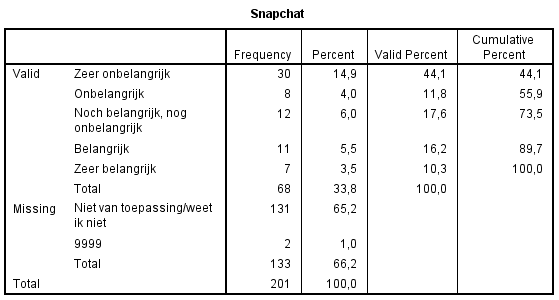 Snapchat
Frequency Percent Valid Percent Cumulative Percent
Valid Zeer onbelangrijk 30 14,9 44,1 44,1
Onbelangrijk 8 4,0 11,8 55,9
Noch belangrijk, nog onbelangrijk 12 6,0 17,6 73,5
Belangrijk 11 5,5 16,2 89,7
Zeer belangrijk 7 3,5 10,3 100,0
Total 68 33,8 100,0
Missing Niet van toepassing/weet ik niet 131 65,2
9999 2 1,0
Total 133 66,2
Total 201 100,0